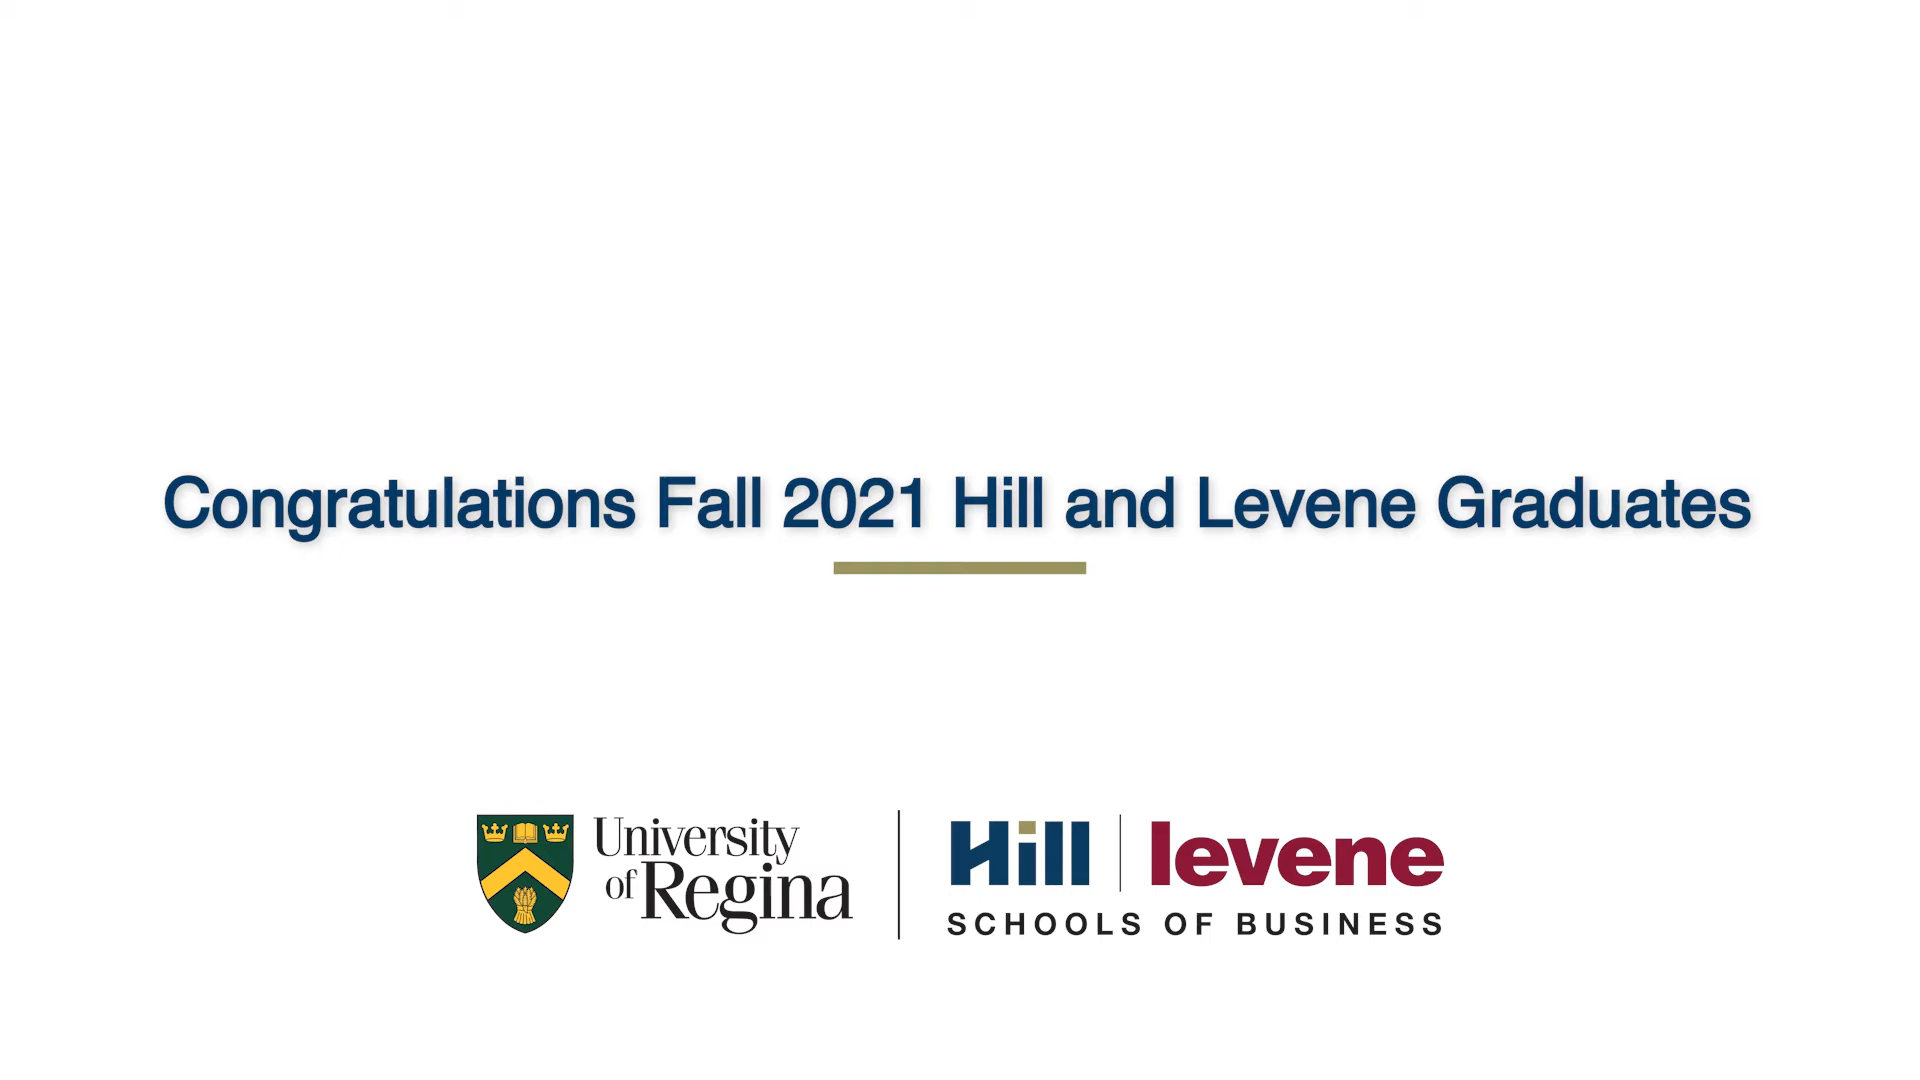 Congratulations Fall 2021 Hill and Levene Graduates
University
of Regina
Hill levene
SCHOOLS OF BUSINESS